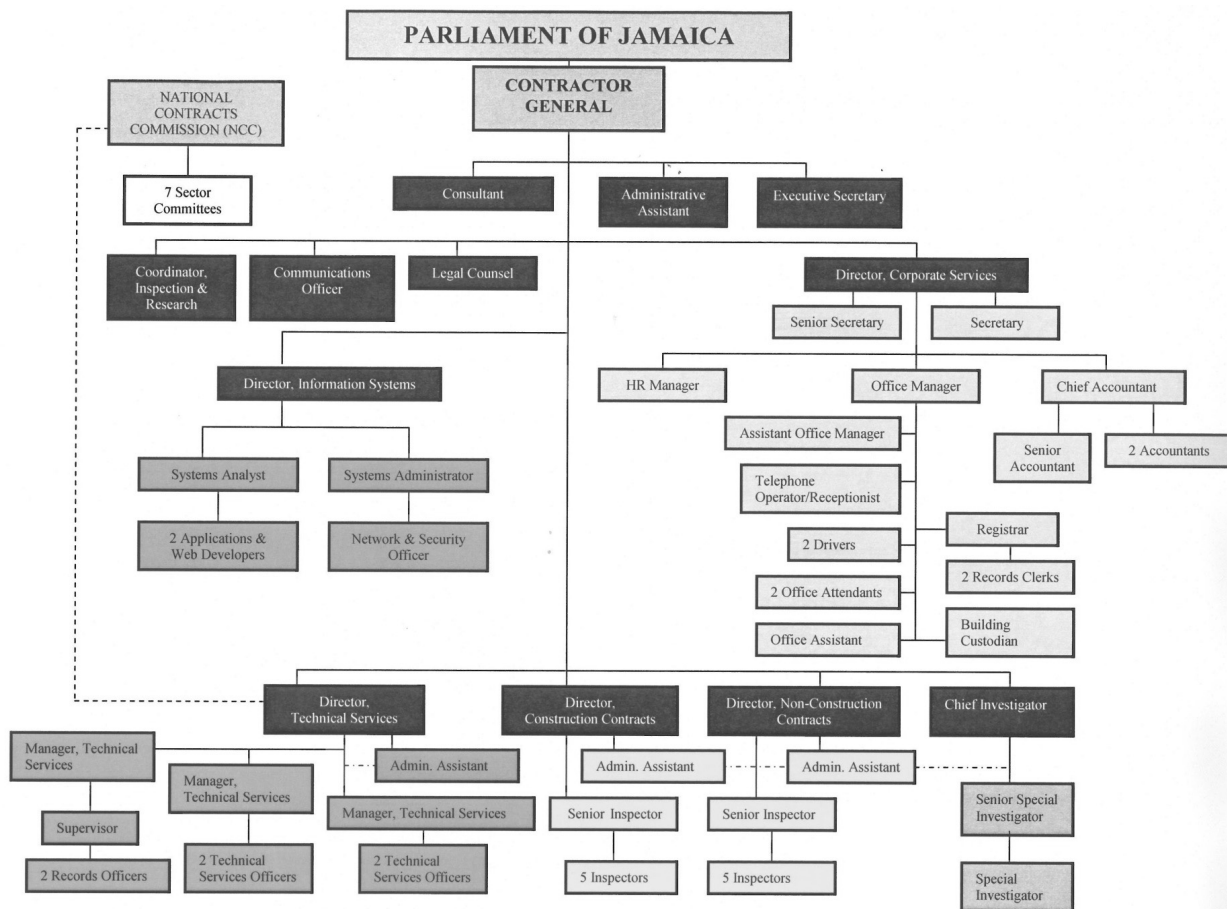 PARLIAMENT OF JAMAICA
CONTRACTOR
GENERAL
NATIONAL
CONTRACTS
COMMISSION (NCC)
7 Sector
Committees
Consultant
Administrative
Assistant
Executive Secretary
Coordinator,
Inspection &
Research
Communications
Officer
Legal Counsel
Director, Corporate Services
Senior Secretary
Secretary
Director, Information Systems
HR Manager
Office Manager
Chief Accountant
Assistant Office Manager
Senior
Accountant
2 Accountants
Systems Analyst
Systems Administrator
Telephone
Operator/Receptionist
2 Applications &
Web Developers
Network & Security
Officer
Registrar
2 Drivers
2 Records Clerks
2 Office Attendants
Office Assistant
Building
Custodian
Director,
Technical Services
Director,
Construction Contracts
Director, Non-Construction
Contracts
Chief Investigator
Manager, Technical
Services
Manager,
Technical Services
Admin. Assistant
Admin. Assistant
Admin. Assistant
Manager, Technical Services
Senior Inspector
Senior Inspector
Senior Special
Investigator
Supervisor
2 Records Officers
2 Technical
Services Officers
2 Technical
Services Officers
5 Inspectors
5 Inspectors
Special
Investigator